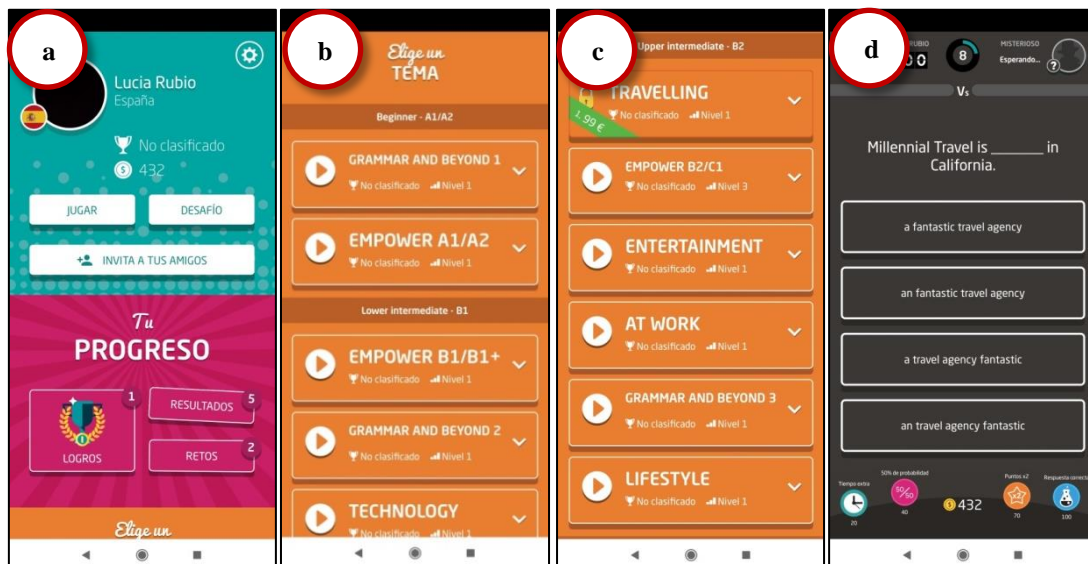 a
Lucia Rubio
España
No clasificado
432
JUGAR
DESAFÍO
INVITA A TUS AMIGOS
Tu
PROGRESO
1
LOGROS
RESULTADOS 5
RETOS 2
Elige un
b
Elige un
TEMA
Beginner - A1/A2
GRAMMAR AND BEYOND 1
No clasificado Nivel 1
EMPOWER A1/A2
No clasificado Nivel 1
Lower intermediate - B1
EMPOWER B1/B1+
No clasificado Nivel 1
GRAMMAR AND BEYOND 2
No clasificado Nivel 1
TECHNOLOGY
No clasificado Nivel 1
c
Upper intermediate - B2
TRAVELLING
No clasificado Nivel 1
1,99 €
EMPOWER B2/C1
No clasificado Nivel 3
ENTERTAINMENT
No clasificado Nivel 1
AT WORK
No clasificado Nivel 1
GRAMMAR AND BEYOND 3
No clasificado Nivel 1
LIFESTYLE
No clasificado Nivel 1
d
RUBIO
00
8
MISTERIOSO
Esperando...
?
Vs
Millennial Travel is _______ in
California.
a fantastic travel agency
an fantastic travel agency
a travel agency fantastic
an travel agency fantastic
Tiempo extra
20
50% de probabilidad
50/50
40
432
Puntos x2
x2
70
Respuesta correcta
100